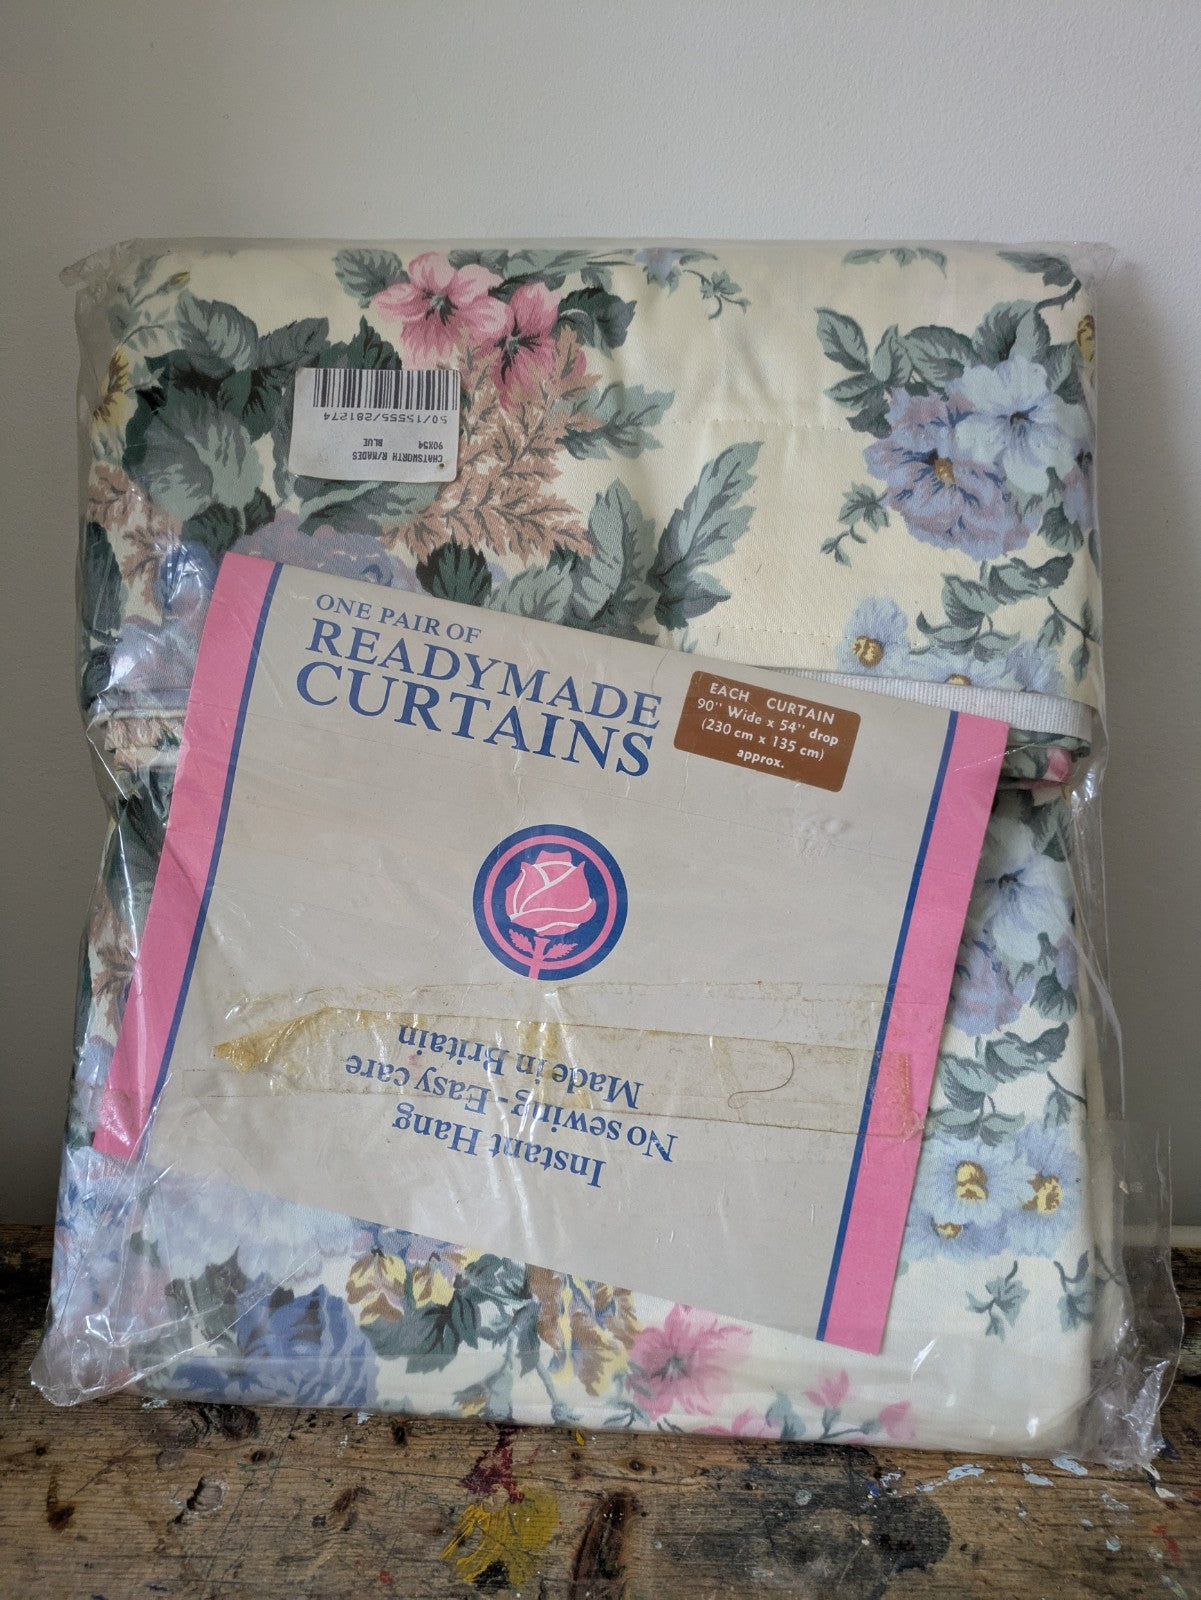 50/15555/281274
90X54 BLUE
CHATSWORTH R/MADES
ONE PAIR OF
READYMADE
CURTAINS
EACH CURTAIN
90" Wide x 54" drop
(230 cm x 135 cm)
approx.
Instant Hang
No sewing - Easy care
Made in Britain